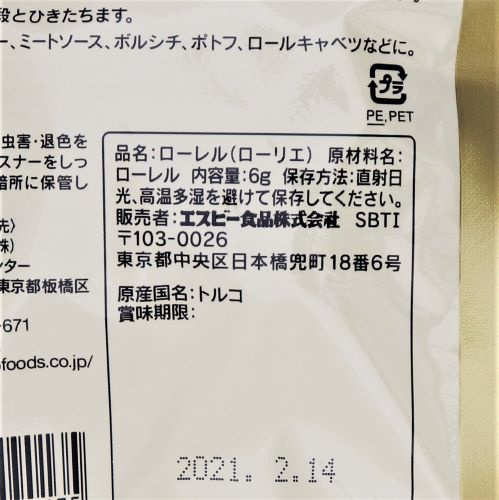 段とひきたちます。
ー、ミートソース、ボルシチ、ポトフ、ロールキャベツなどに。
プラ
PE,PET
虫害・退色を
スナーをしっ
暗所に保管し
品名:ローレル(ローリエ) 原材料名:
ローレル 内容量:6g 保存方法:直射日
光、高温多湿を避けて保存してください。
販売者:エスビー食品株式会社 SBTI
〒103-0026
東京都中央区日本橋兜町18番6号
原産国名:トルコ
賞味期限:
先〉
株)
ンター
東京都板橋区
-671
foods.co.jp/
2021. 2.14